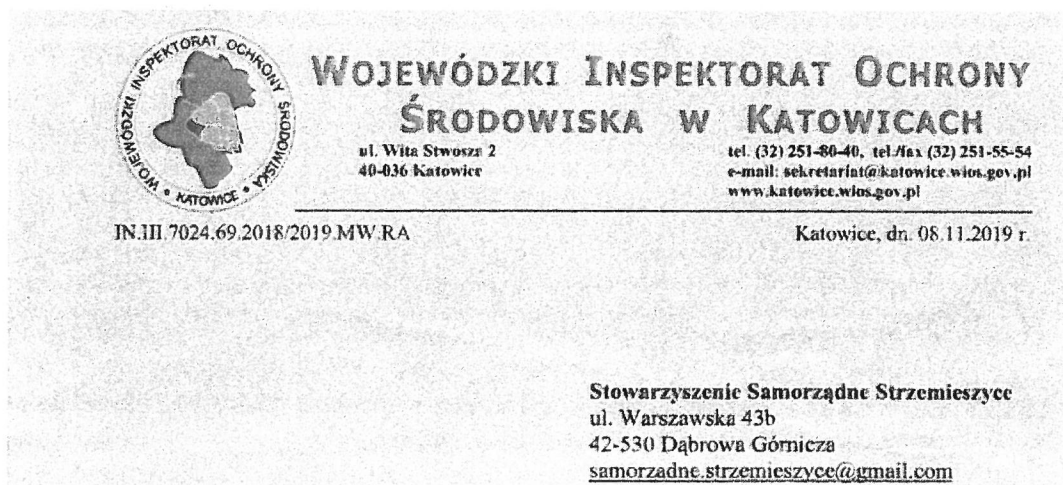 WOJEWÓDZKI INSPEKTORAT OCHRONY ŚRODOWISKA
KATOWICE
WOJEWÓDZKI INSPEKTORAT OCHRONY
ŚRODOWISKA W KATOWICACH
ul. Wita Stwosza 2
40-036 Katowice
tel. (32) 251-80-40, tel./fax (32) 251-55-54
e-mail: sekretariat@katowice.wios.gov.pl
www.katowice.wios.gov.pl
IN.III.7024.69.2018/2019.MW.RA
Katowice, dn. 08.11.2019 r.
Stowarzyszenie Samorządne Strzemieszyce
ul. Warszawska 43b
42-530 Dąbrowa Górnicza
samorzadne.strzemieszyce@gmail.com